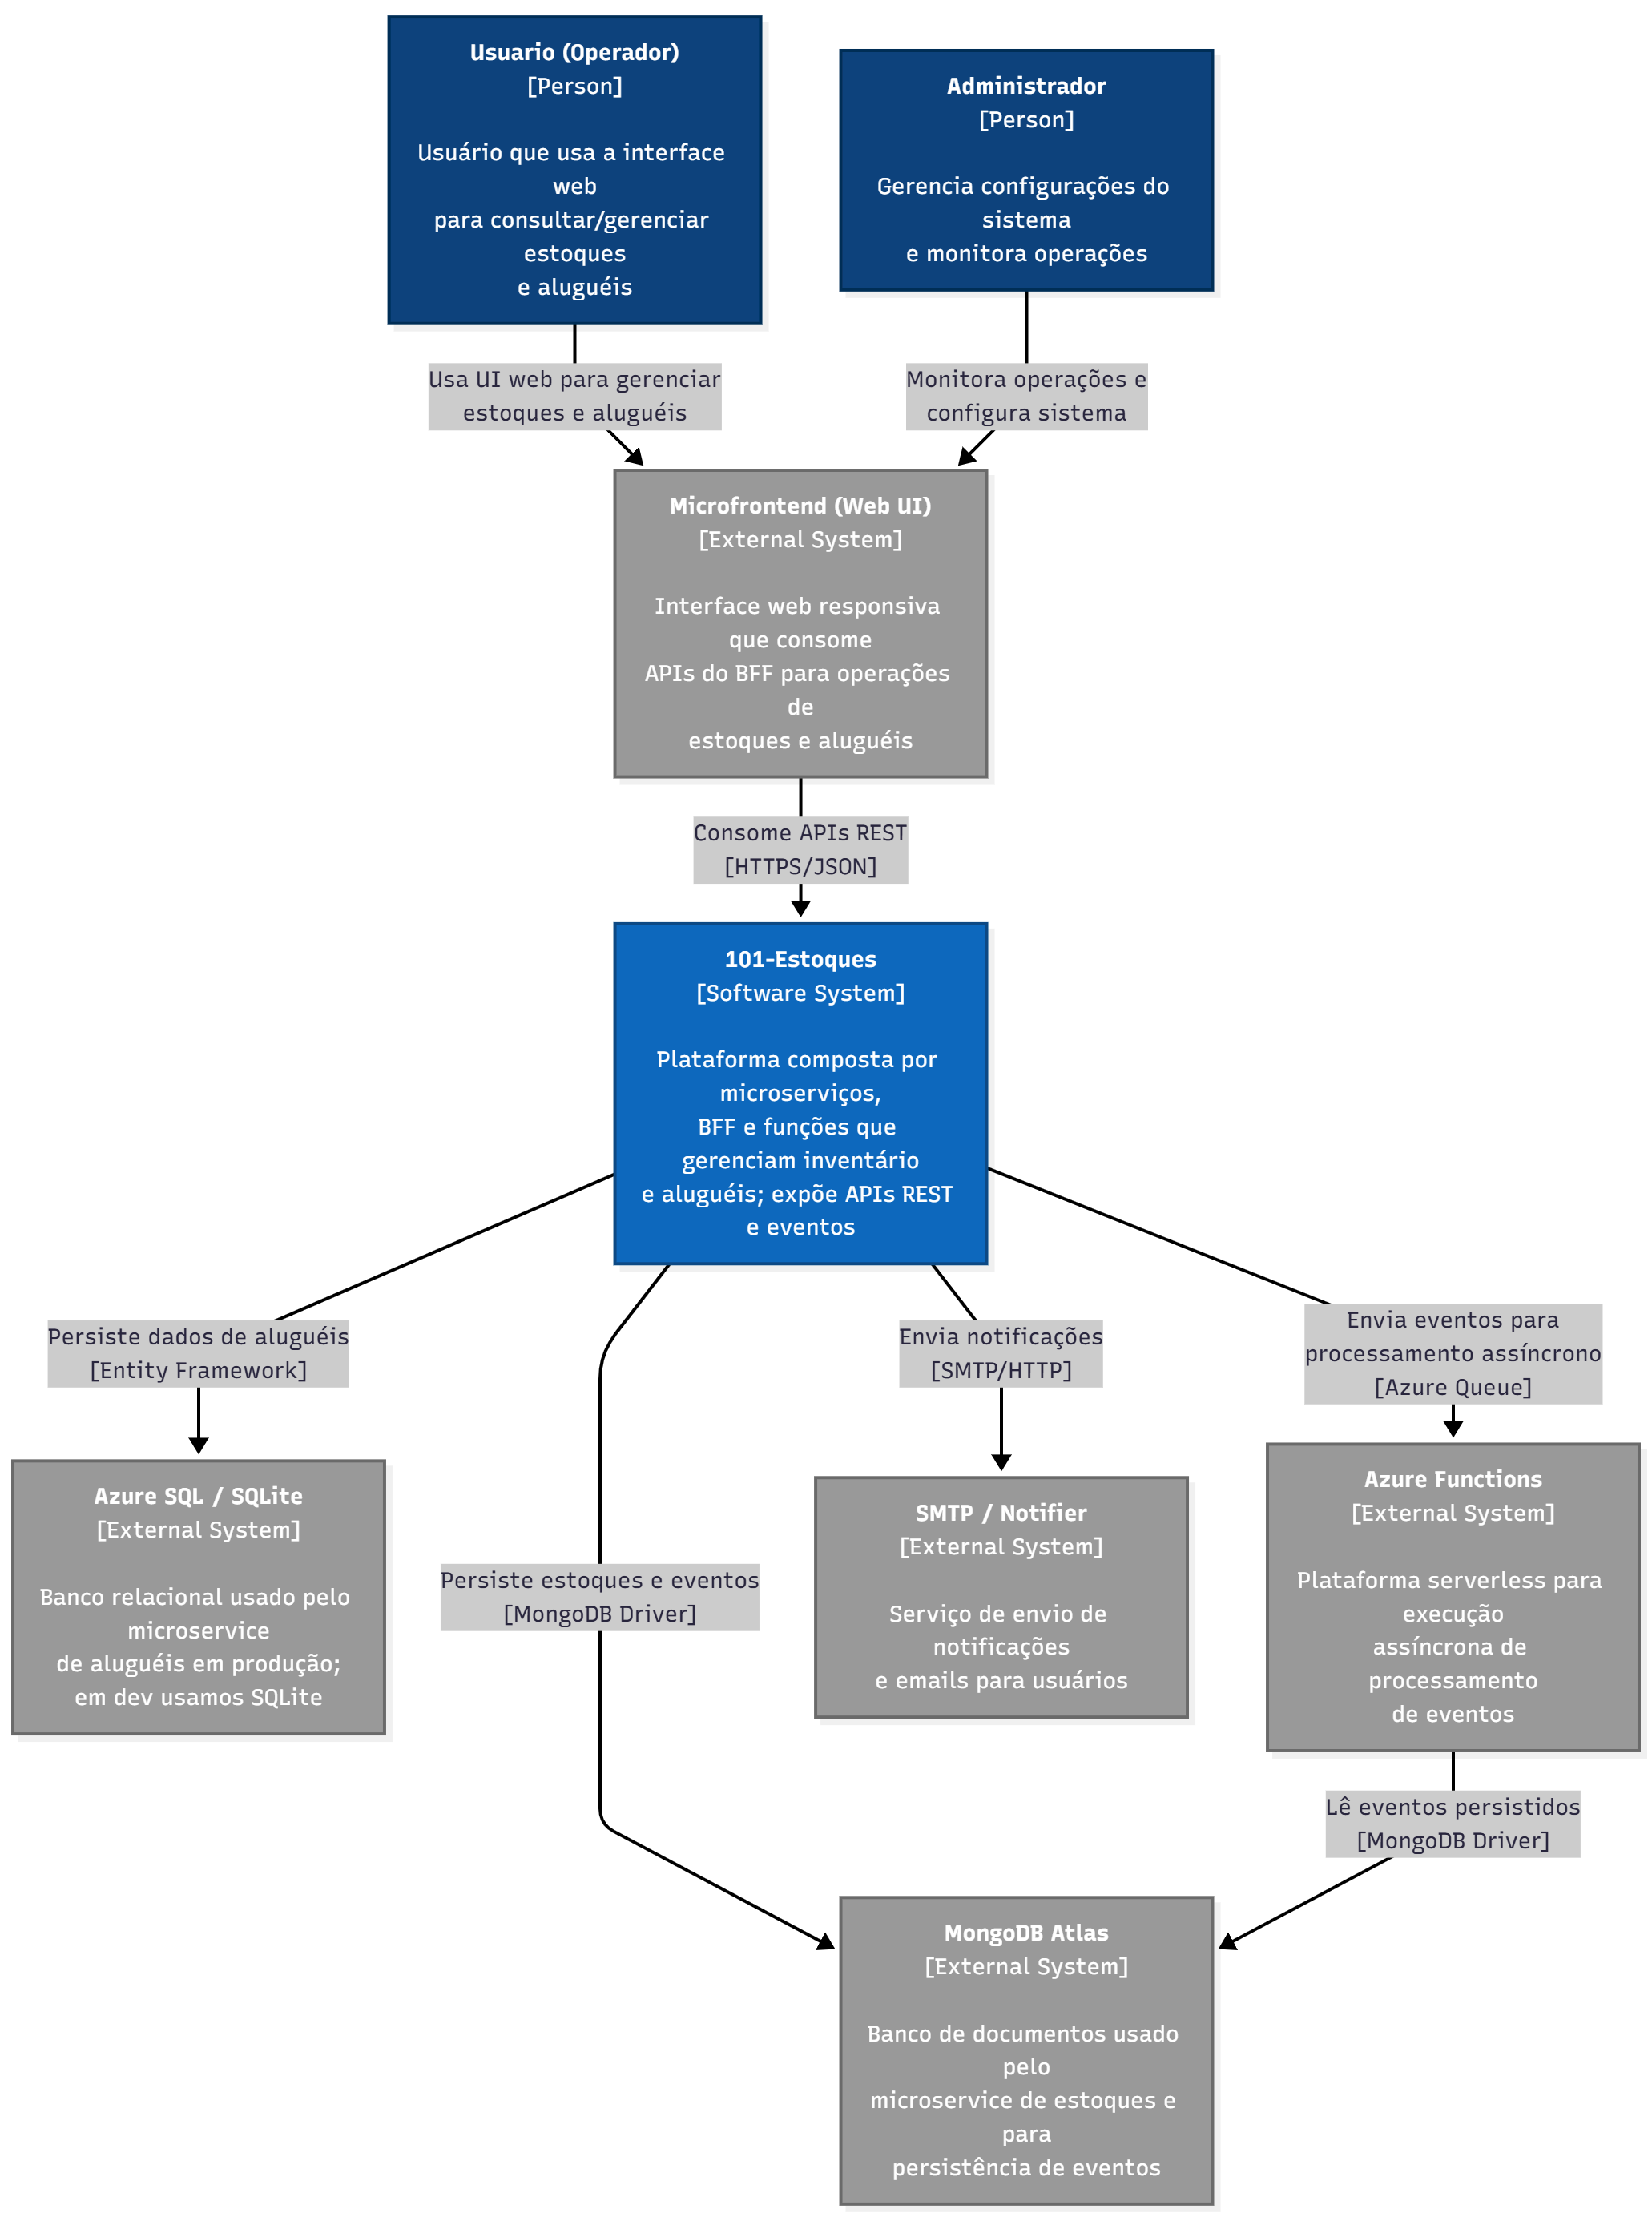 Usuario (Operador)
[Person]
Usuário que usa a interface
web
para consultar/gerenciar
estoques
e aluguéis
Administrador
[Person]
Gerencia configurações do
sistema
e monitora operações
Usa UI web para gerenciar
estoques e aluguéis
Monitora operações e
configura sistema
Microfrontend (Web UI)
[External System]
Interface web responsiva
que consome
APIs do BFF para operações
de
estoques e aluguéis
Consome APIs REST
[HTTPS/JSON]
101-Estoques
[Software System]
Plataforma composta por
microserviços,
BFF e funções que
gerenciam inventário
e aluguéis; expõe APIs REST
e eventos
Persiste dados de aluguéis
[Entity Framework]
Envia notificações
[SMTP/HTTP]
Envia eventos para
processamento assíncrono
[Azure Queue]
Azure SQL / SQLite
[External System]
Banco relacional usado pelo
microservice
de aluguéis em produção;
em dev usamos SQLite
Persiste estoques e eventos
[MongoDB Driver]
SMTP / Notifier
[External System]
Serviço de envio de
notificações
e emails para usuários
Azure Functions
[External System]
Plataforma serverless para
execução
assíncrona de
processamento
de eventos
Lê eventos persistidos
[MongoDB Driver]
MongoDB Atlas
[External System]
Banco de documentos usado
pelo
microservice de estoques e
para
persistência de eventos